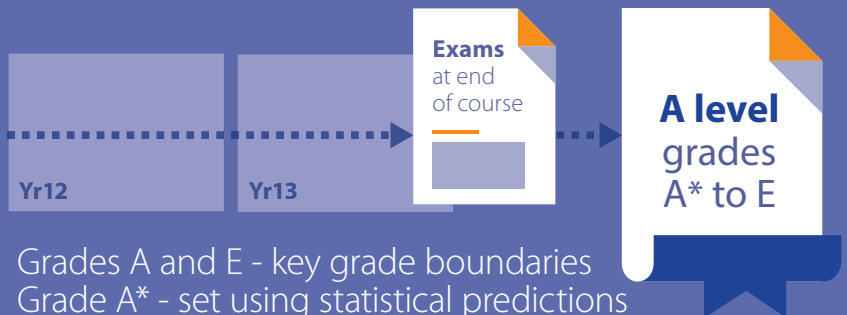 Exams
at end
of course
A level
grades
A* to E
Yr12
Yr13
Grades A and E - key grade boundaries
Grade A* - set using statistical predictions